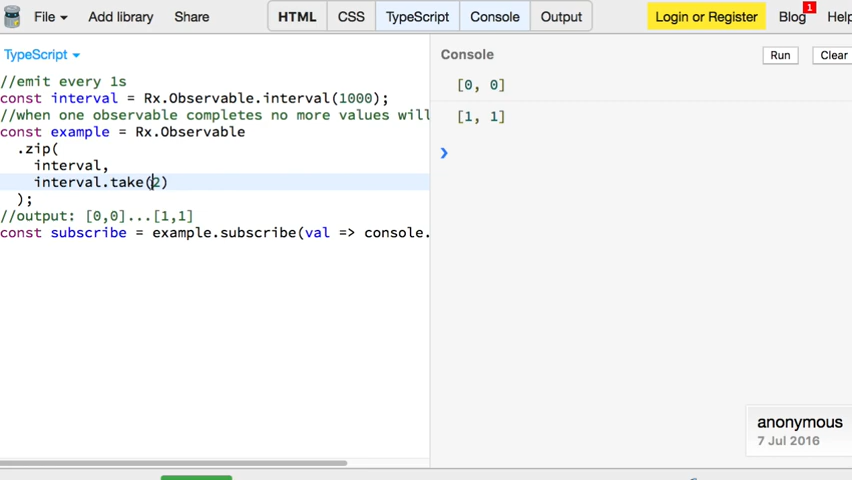 File Add library Share HTML CSS TypeScript Console Output Login or Register Blog 1 Help
TypeScript
Console Run Clear
//emit every 1s
const interval = Rx.Observable.interval(1000);
//when one observable completes no more values will
const example = Rx.Observable
.zip(
interval,
interval.take(2)
);
//output: [0,0]...[1,1]
const subscribe = example.subscribe(val => console.
[0, 0]
[1, 1]
anonymous
7 Jul 2016